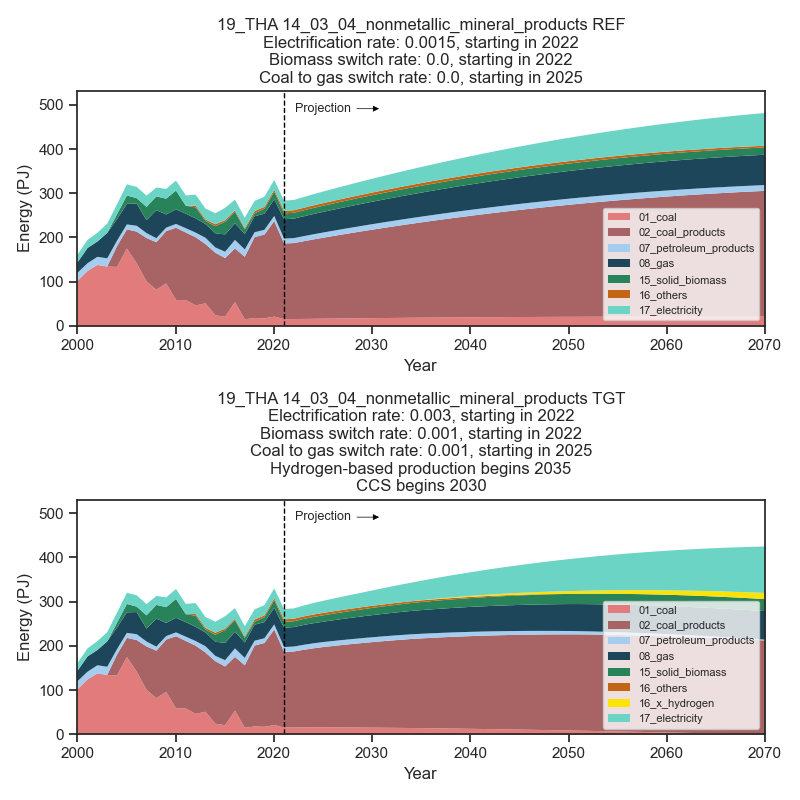 19_THA 14_03_04_nonmetallic_mineral_products REF
Electrification rate: 0.0015, starting in 2022
Biomass switch rate: 0.0, starting in 2022
Coal to gas switch rate: 0.0, starting in 2025
Projection
Energy (PJ)
500
400
300
200
100
0
01_coal
02_coal_products
07_petroleum_products
08_gas
15_solid_biomass
16_others
17_electricity
2000 2010 2020 2030 2040 2050 2060 2070
Year
19_THA 14_03_04_nonmetallic_mineral_products TGT
Electrification rate: 0.003, starting in 2022
Biomass switch rate: 0.001, starting in 2022
Coal to gas switch rate: 0.001, starting in 2025
Hydrogen-based production begins 2035
CCS begins 2030
Projection
Energy (PJ)
500
400
300
200
100
0
01_coal
02_coal_products
07_petroleum_products
08_gas
15_solid_biomass
16_others
16_x_hydrogen
17_electricity
2000 2010 2020 2030 2040 2050 2060 2070
Year